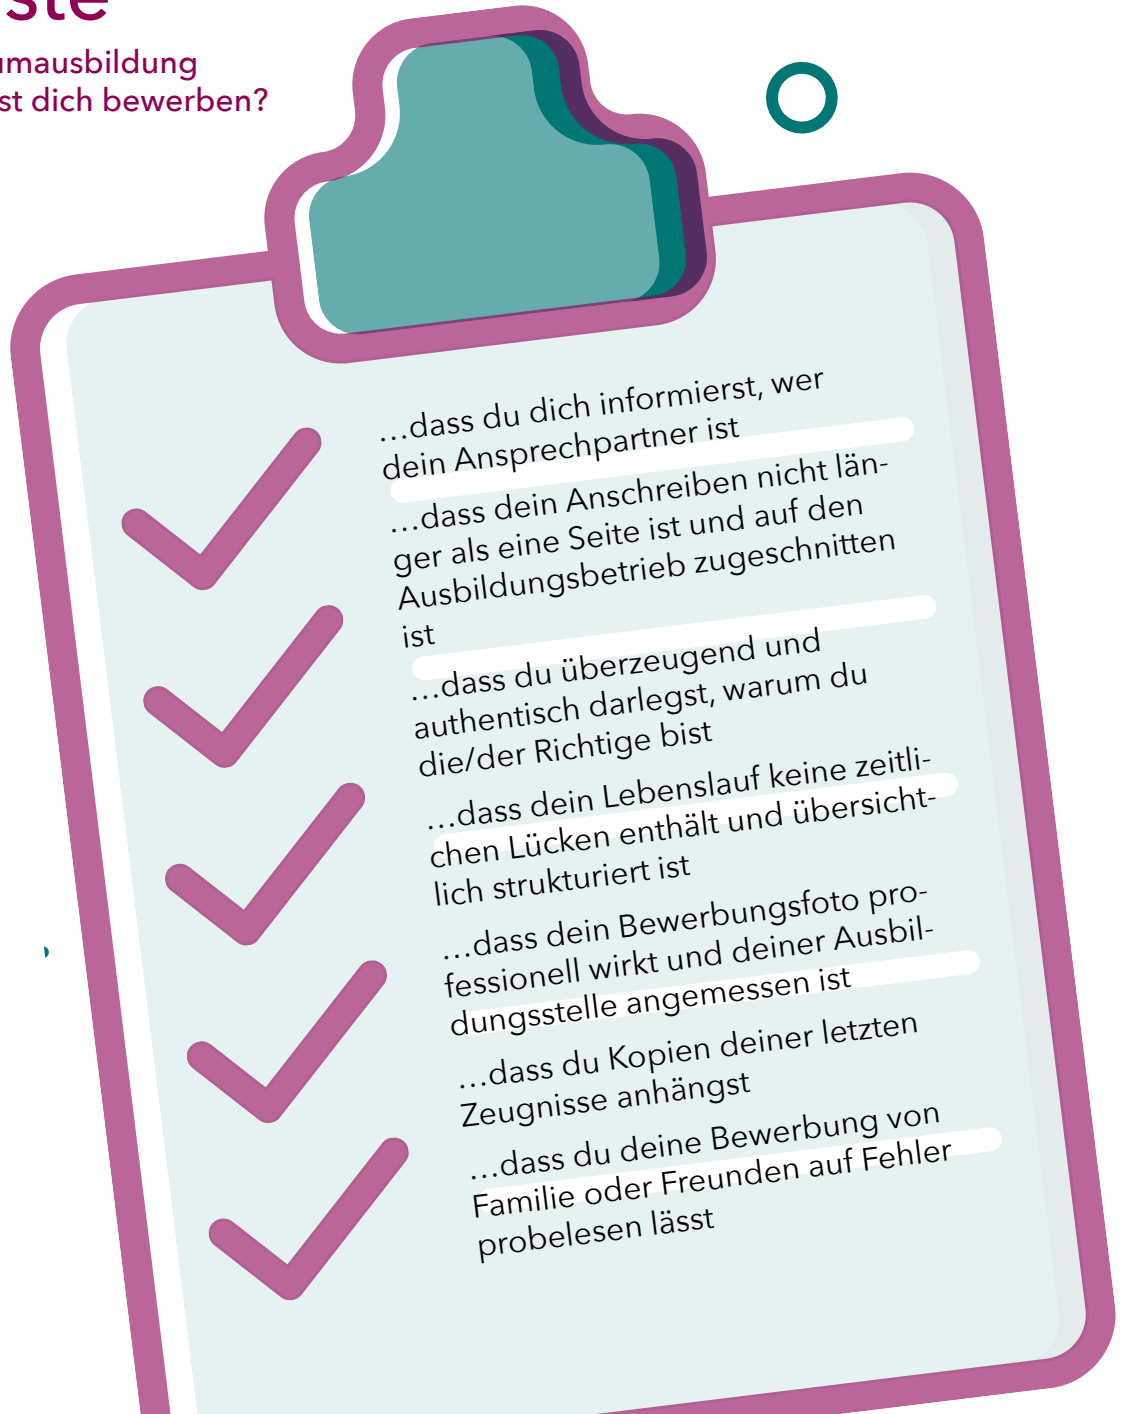 umausbildung
st dich bewerben?
…dass du dich informierst, wer
dein Ansprechpartner ist
…dass dein Anschreiben nicht län-
ger als eine Seite ist und auf den
Ausbildungsbetrieb zugeschnitten
ist
…dass du überzeugend und
authentisch darlegst, warum du
die/der Richtige bist
…dass dein Lebenslauf keine zeitli-
chen Lücken enthält und übersicht-
lich strukturiert ist
…dass dein Bewerbungsfoto pro-
fessionell wirkt und deiner Ausbil-
dungsstelle angemessen ist
…dass du Kopien deiner letzten
Zeugnisse anhängst
…dass du deine Bewerbung von
Familie oder Freunden auf Fehler
probelesen lässt